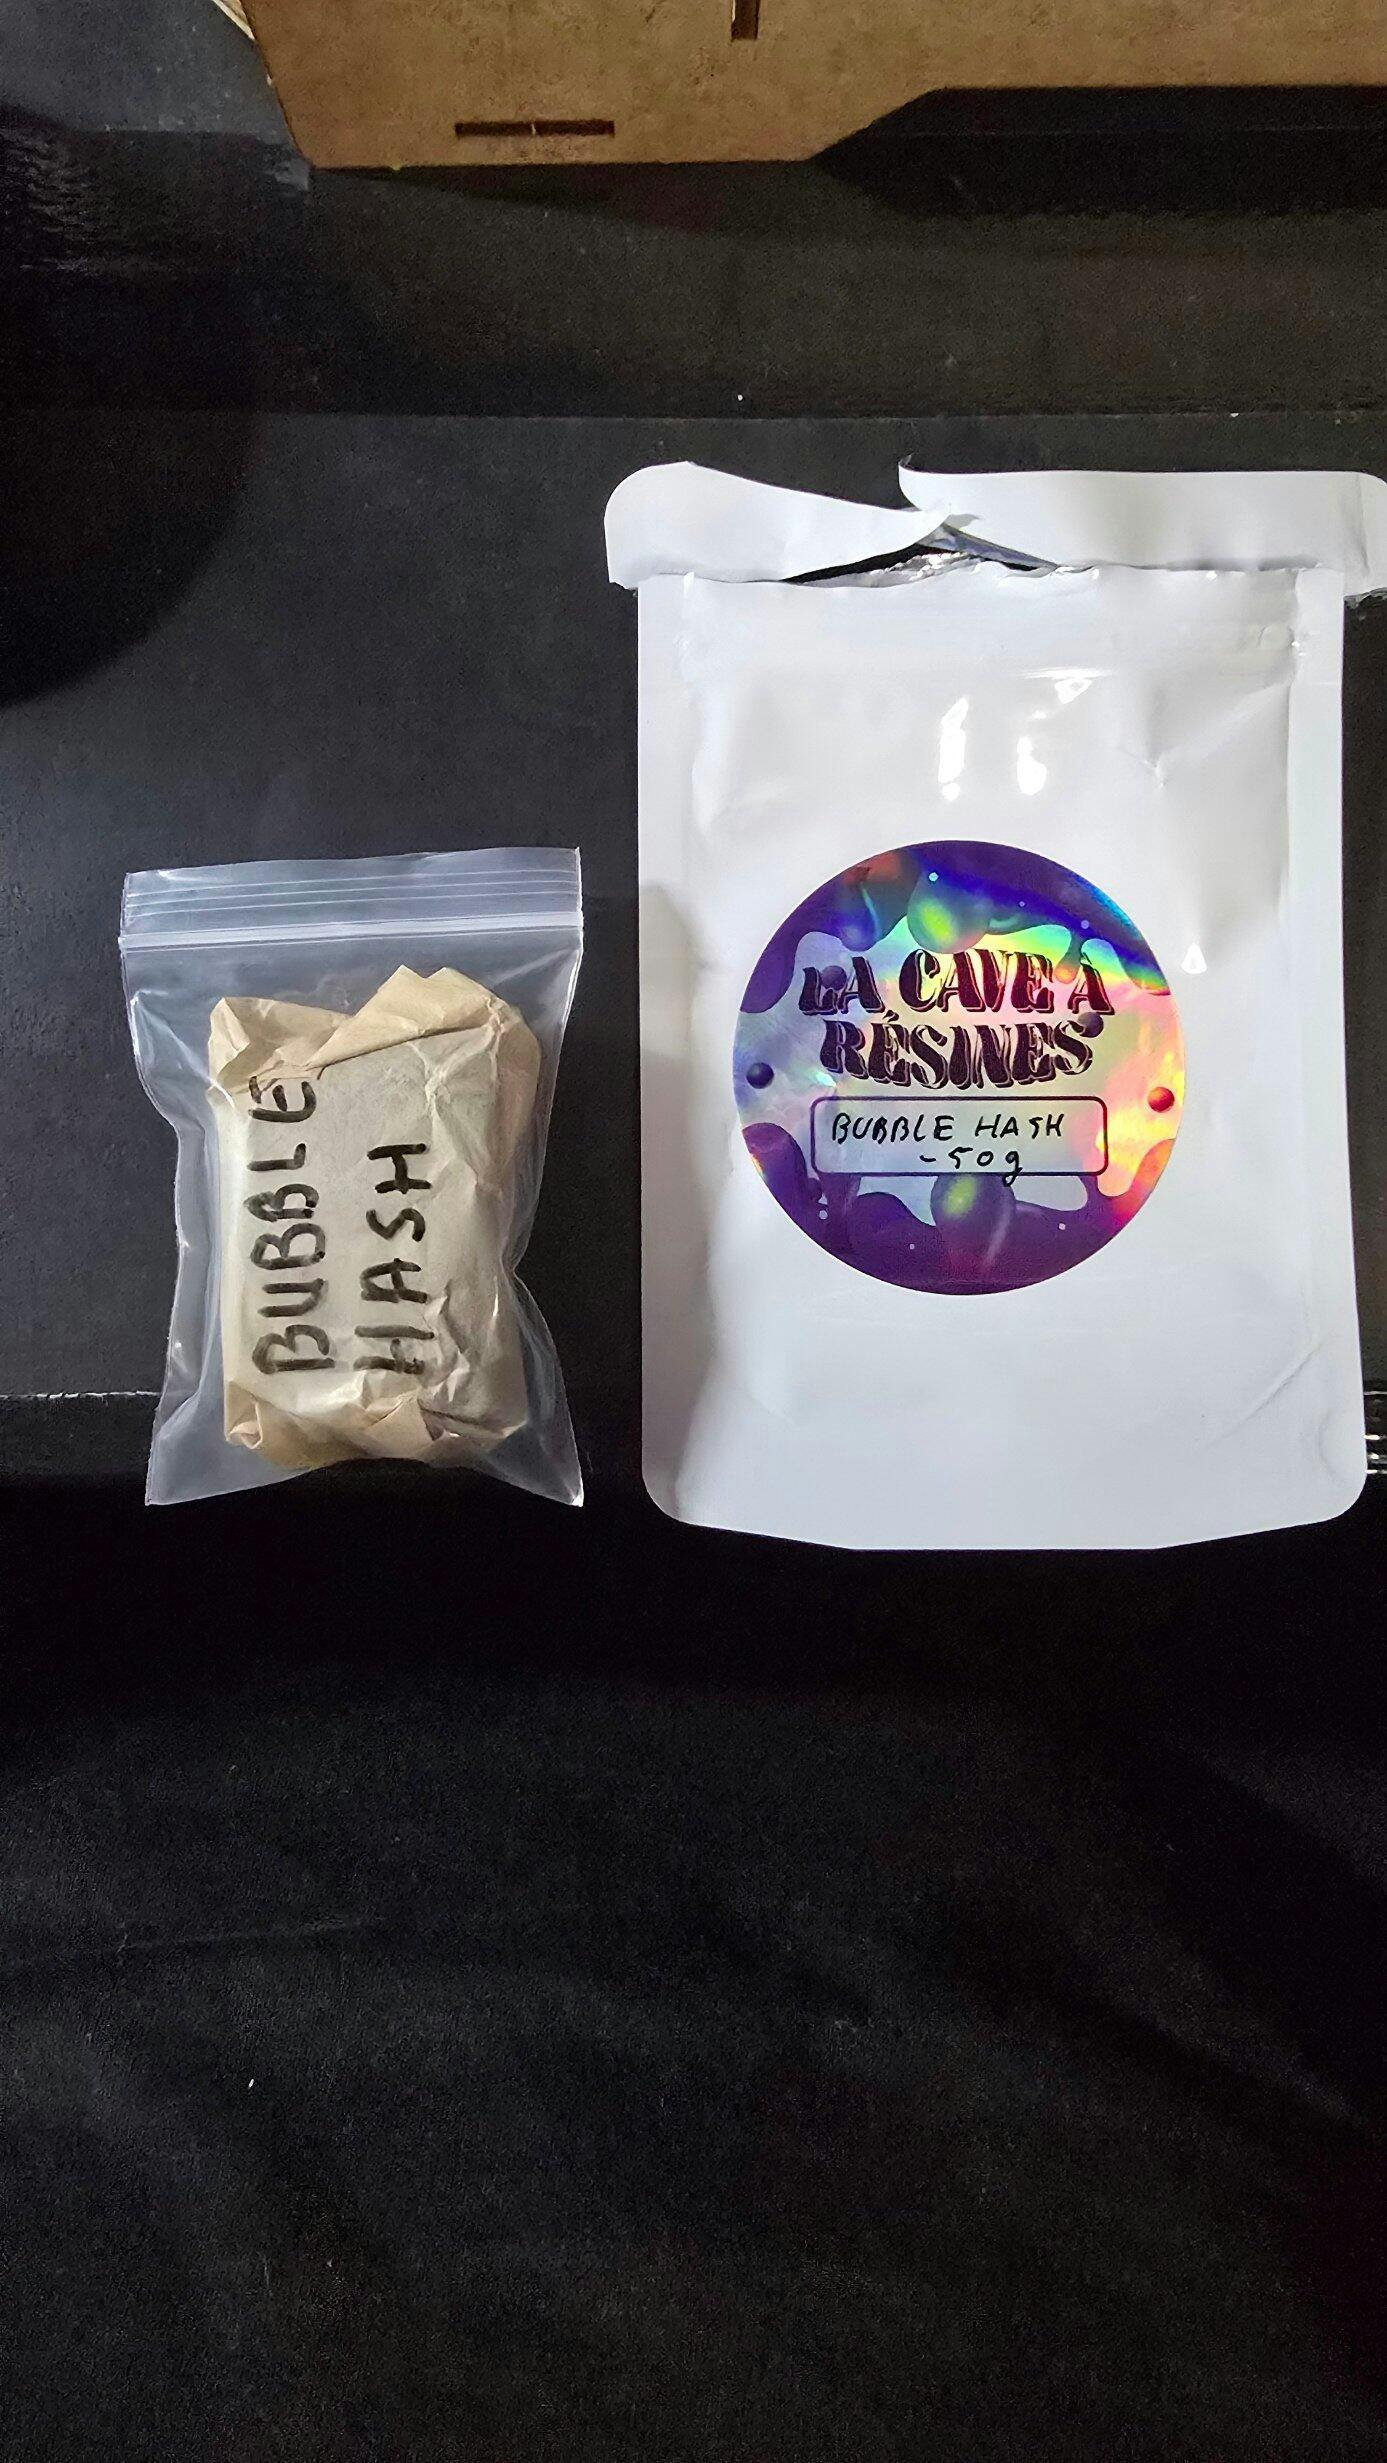 BUBBLE
HASH
LA CAVE À
RÉSINES
BUBBLE HASH
-50g